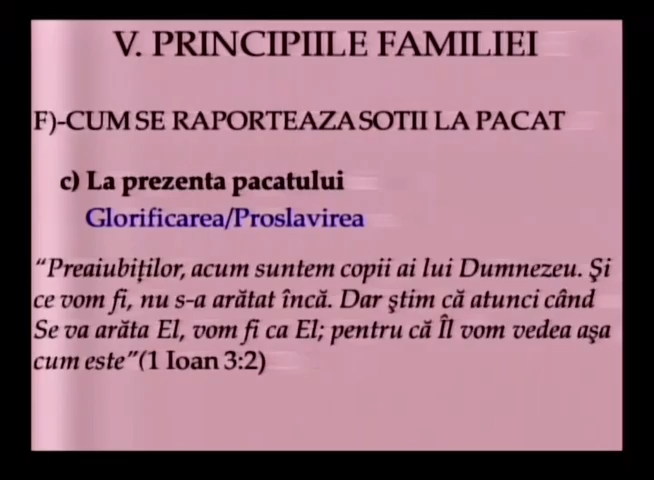 V. PRINCIPIILE FAMILIEI
F)-CUM SE RAPORTEAZA SOTII LA PACAT
c) La prezenta pacatului
Glorificarea/Proslavirea
“Preaiubiților, acum suntem copii ai lui Dumnezeu. Şi
ce vom fi, nu s-a arătat încă. Dar ştim că atunci când
Se va arăta El, vom fi ca El; pentru că Îl vom vedea aşa
cum este”(1 Ioan 3:2)